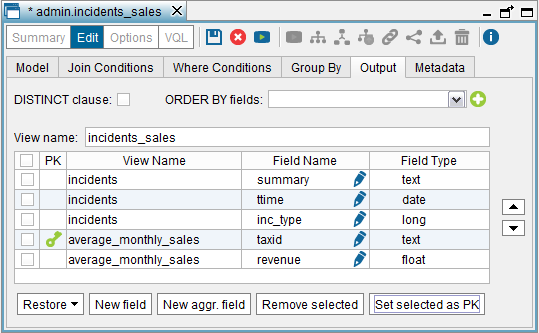 * admin.incidents_sales
Summary Edit Options VQL
Model Join Conditions Where Conditions Group By Output Metadata
DISTINCT clause: ORDER BY fields:
View name: incidents_sales
PK View Name Field Name Field Type
incidents summary text
incidents ttime date
incidents inc_type long
average_monthly_sales taxid text
average_monthly_sales revenue float
Restore New field New aggr. field Remove selected Set selected as PK